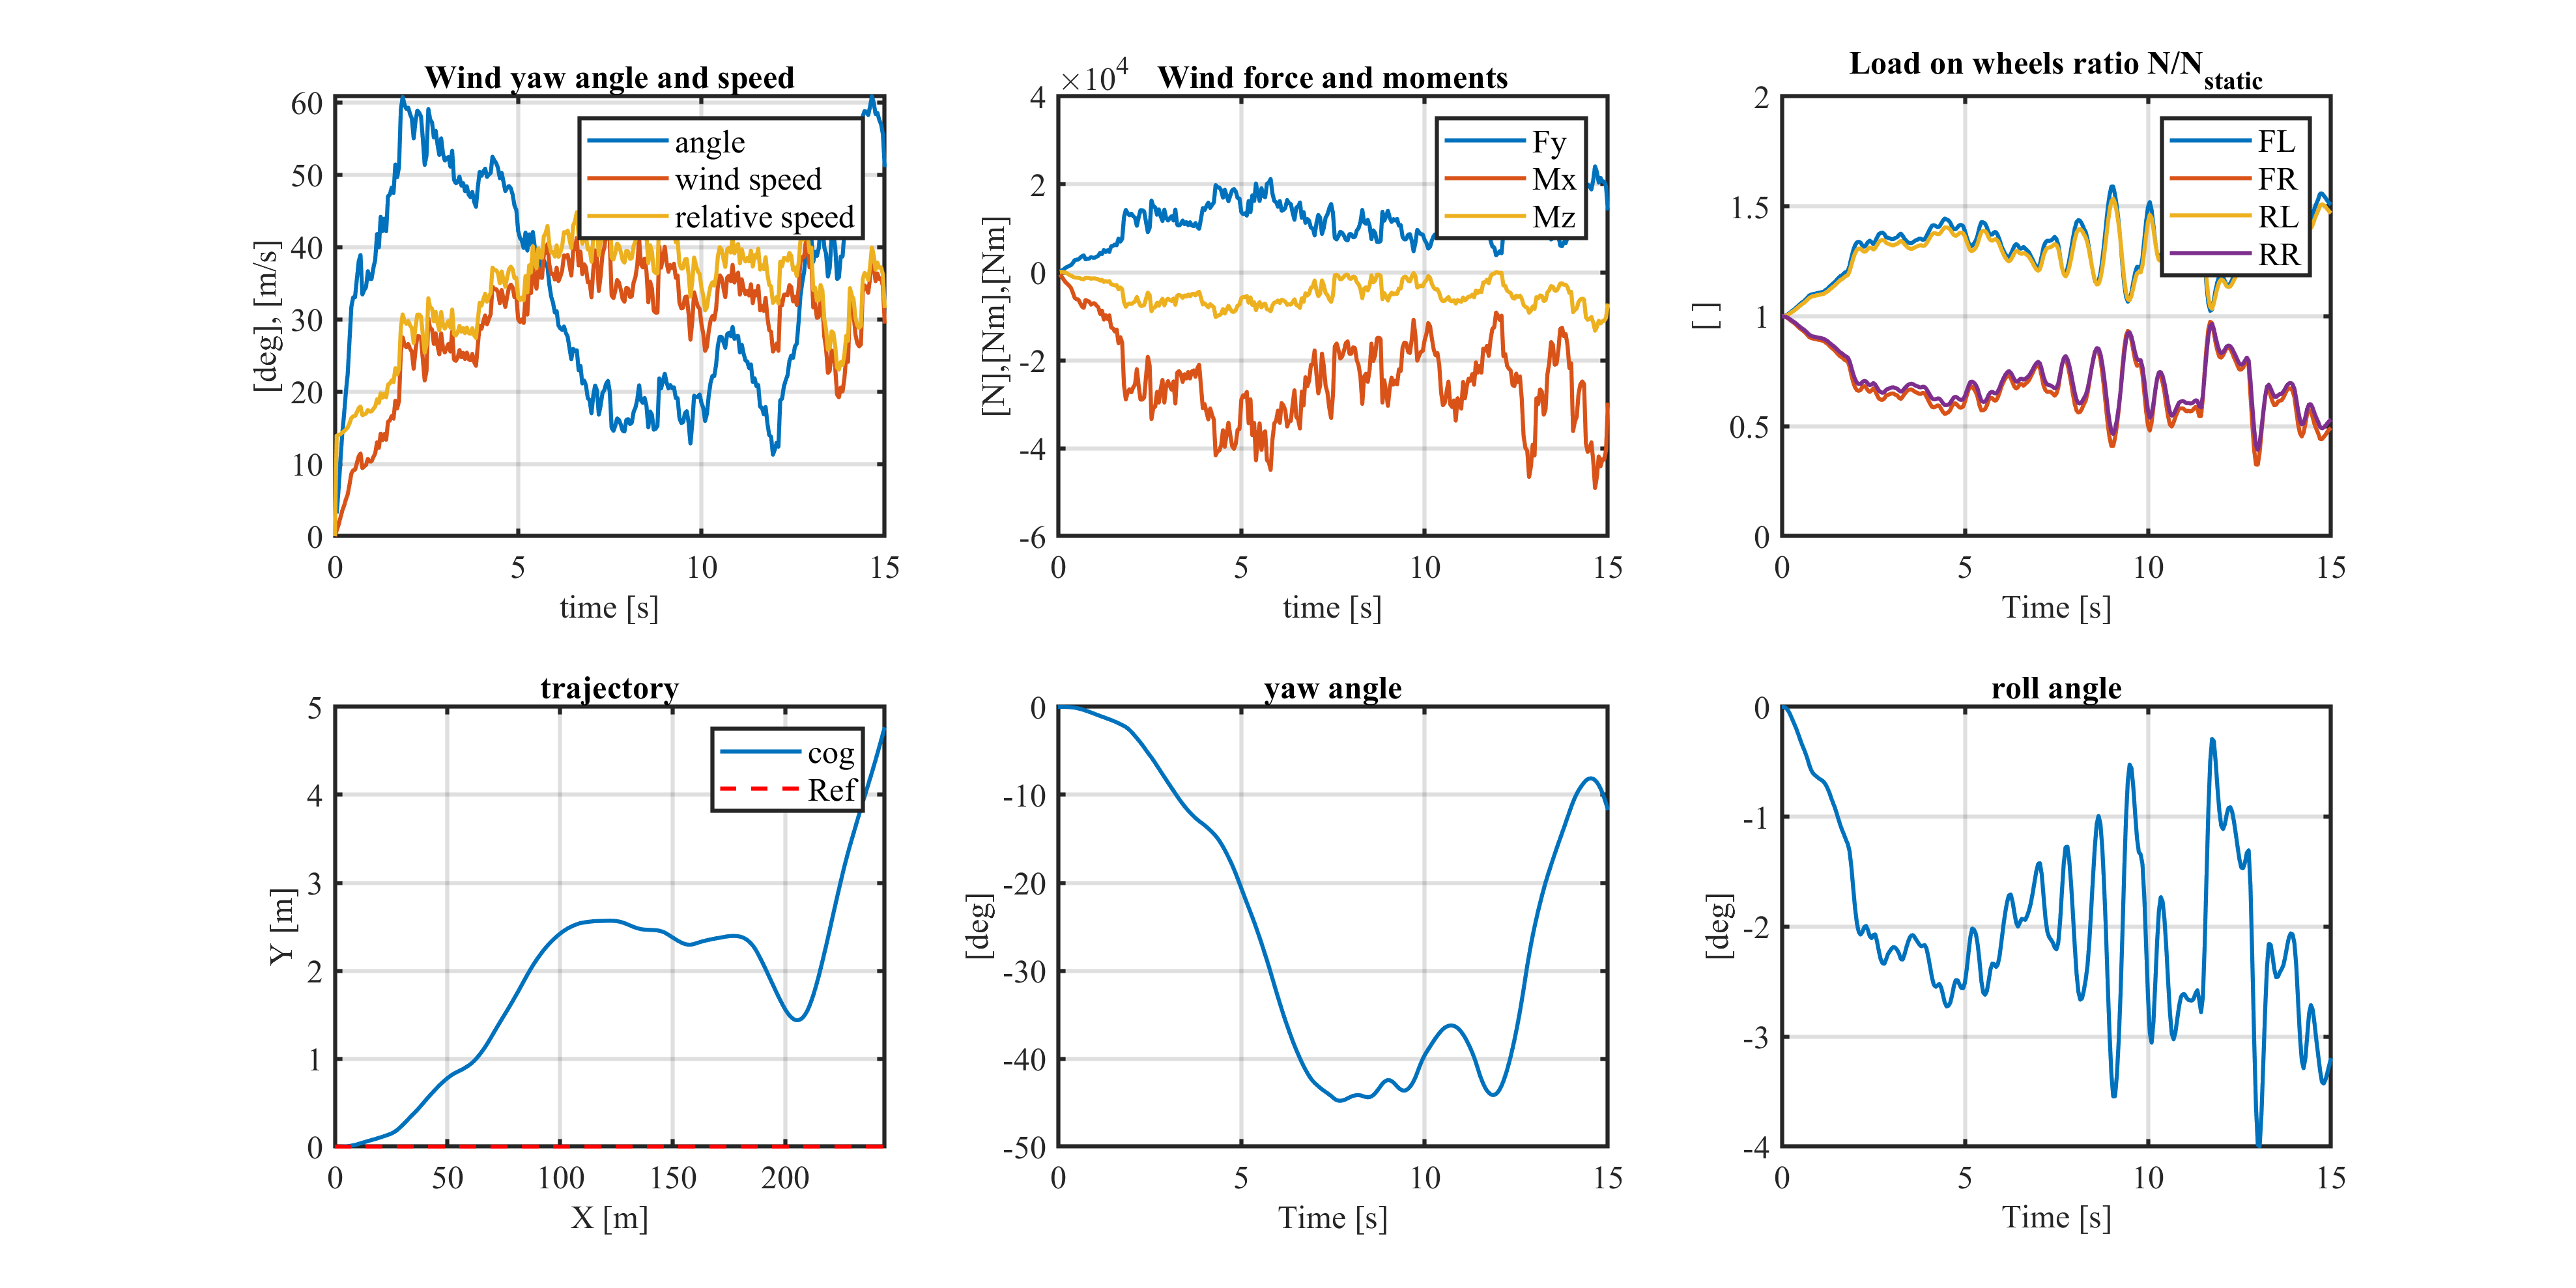 Wind yaw angle and speed
60
50
40
30
20
10
0
[deg], [m/s]
angle
wind speed
relative speed
0 5 10 15
time [s]
×10^4
Wind force and moments
4
2
0
-2
-4
-6
[N],[Nm],[Nm]
Fy
Mx
Mz
0 5 10 15
time [s]
Load on wheels ratio N/N_static
2
1.5
1
0.5
0
[ ]
FL
FR
RL
RR
0 5 10 15
Time [s]
trajectory
5
4
3
2
1
0
Y [m]
cog
Ref
0 50 100 150 200
X [m]
yaw angle
0
-10
-20
-30
-40
-50
[deg]
0 5 10 15
Time [s]
roll angle
0
-1
-2
-3
-4
[deg]
0 5 10 15
Time [s]